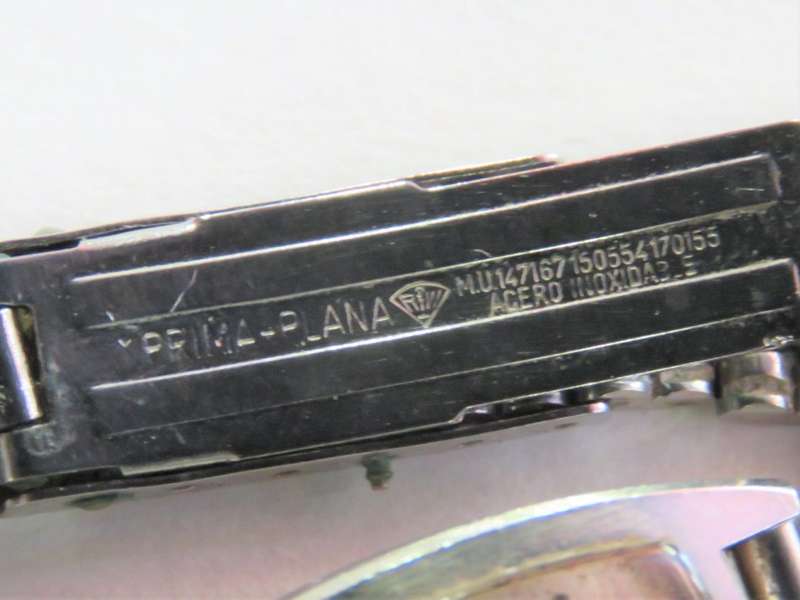 PRIMA-PLANA
M.U.147167 150554 170155
ACERO INOXIDABLE